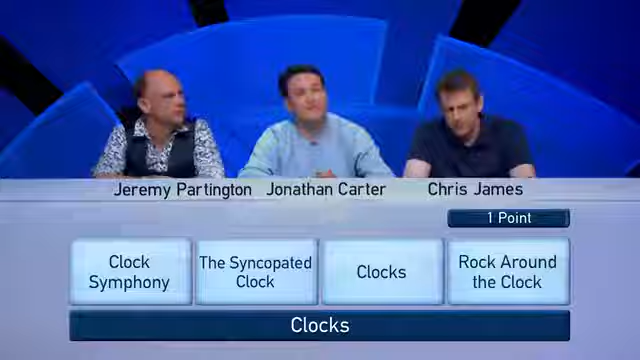 Jeremy Partington Jonathan Carter Chris James
1 Point
Clock
Symphony
The Syncopated
Clock
Clocks
Rock Around
the Clock
Clocks